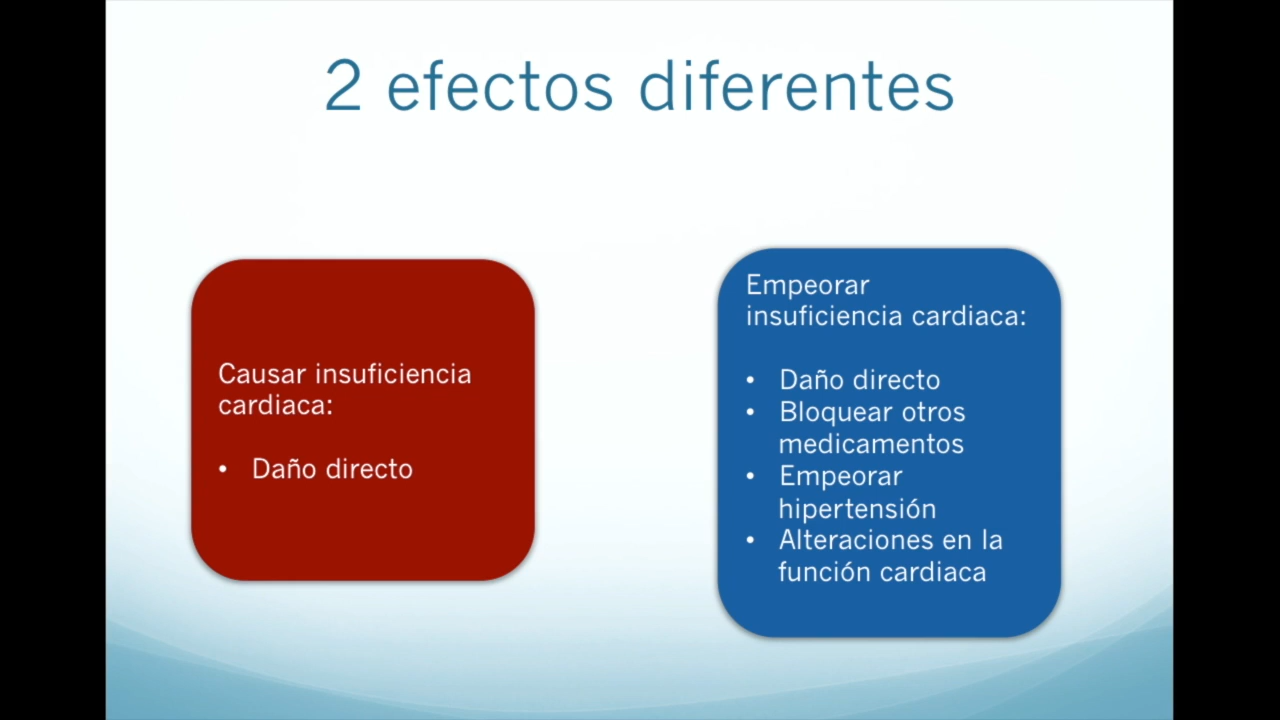 2 efectos diferentes
Causar insuficiencia
cardiaca:
• Daño directo
Empeorar
insuficiencia cardiaca:
• Daño directo
• Bloquear otros
medicamentos
• Empeorar
hipertensión
• Alteraciones en la
función cardiaca